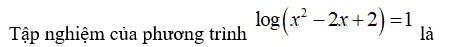 Tập nghiệm của phương trình log(x² − 2x + 2) = 1 là